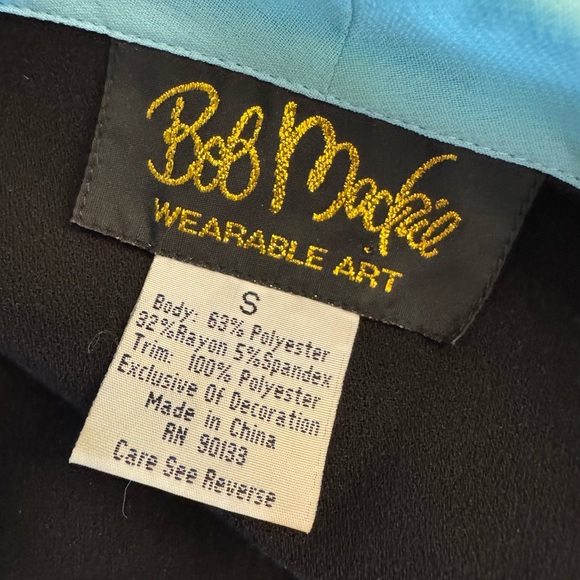 Bob Mackie
WEARABLE ART
S
Body: 63% Polyester
32%Rayon 5%Spandex
Trim: 100% Polyester
Exclusive Of Decoration
Made in China
RN 90133
Care See Reverse